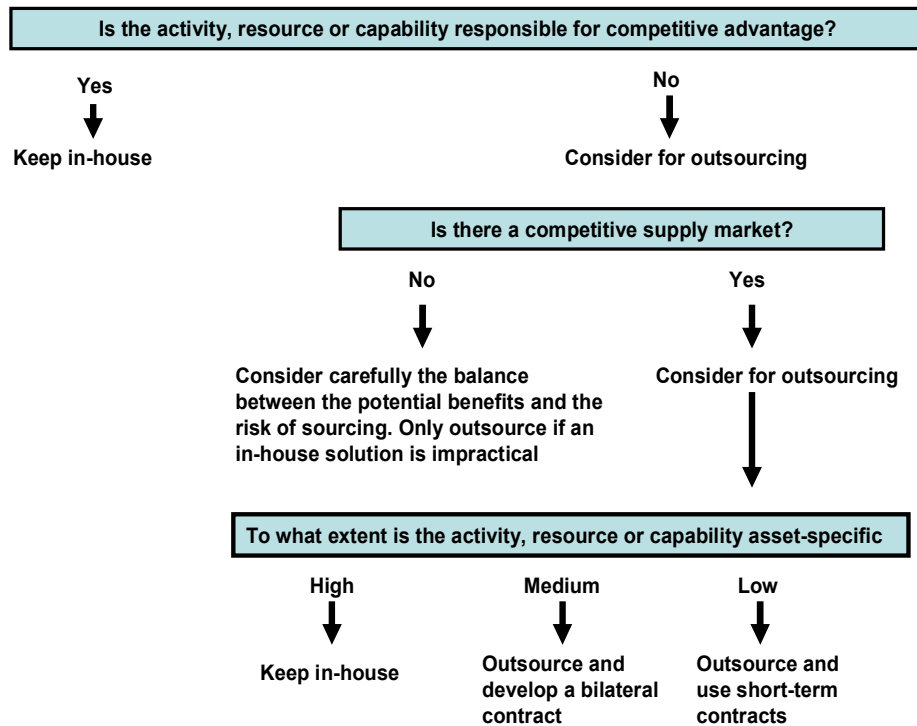 Is the activity, resource or capability responsible for competitive advantage?
Yes
No
Keep in-house
Consider for outsourcing
Is there a competitive supply market?
No
Yes
Consider carefully the balance
between the potential benefits and the
risk of sourcing. Only outsource if an
in-house solution is impractical
Consider for outsourcing
To what extent is the activity, resource or capability asset-specific
High
Medium
Low
Keep in-house
Outsource and
develop a bilateral
contract
Outsource and
use short-term
contracts